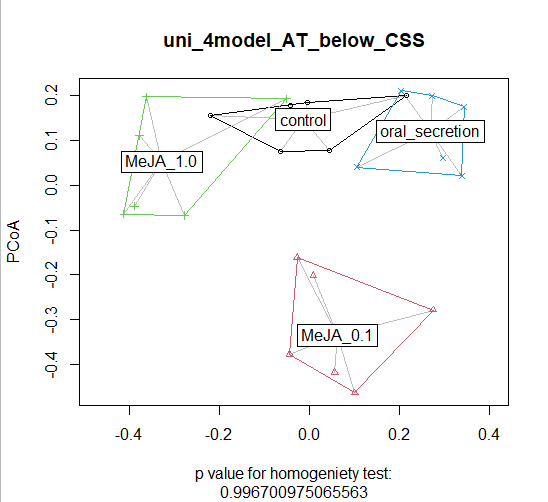 uni_4model_AT_below_CSS
PCoA
0.2
0.1
0.0
-0.1
-0.2
-0.3
-0.4
control
oral_secretion
MeJA_1.0
MeJA_0.1
-0.4
-0.2
0.0
0.2
0.4
p value for homogeniety test:
0.996700975065563